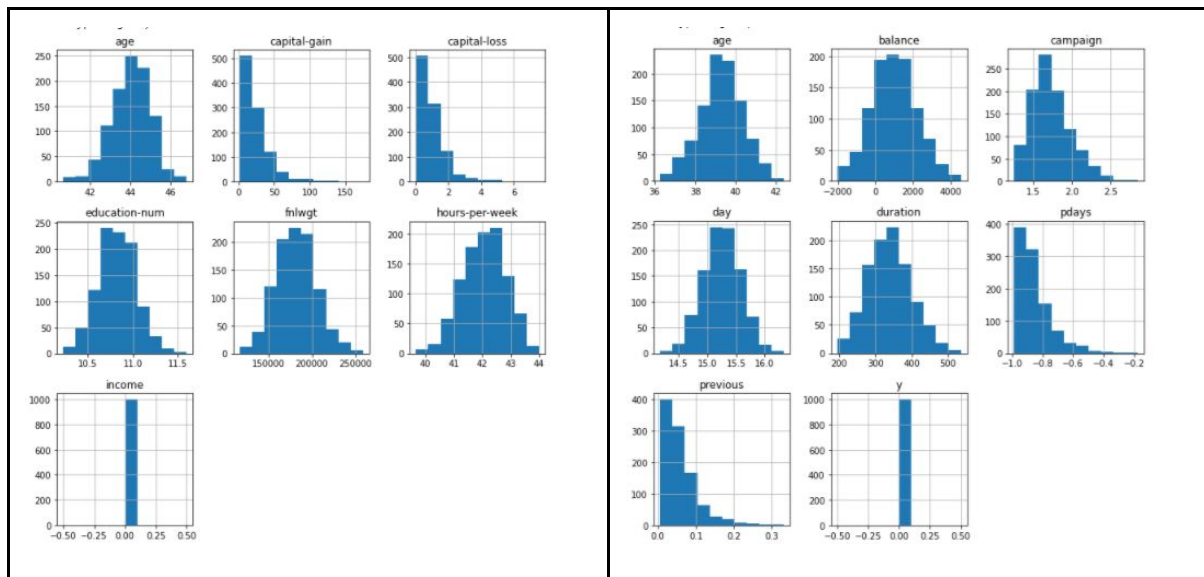 age capital-gain capital-loss
250 200 150 100 50 0
500 400 300 200 100 0
500 400 300 200 100 0
42 44 46
0 50 100 150
0 2 4 6
education-num fnlwgt hours-per-week
250 200 150 100 50 0
200 150 100 50 0
200 150 100 50 0
10.5 11.0 11.5
150000 200000 250000
40 41 42 43 44
income
1000 800 600 400 200 0
−0.50 −0.25 0.00 0.25 0.50
age balance campaign
200 150 100 50 0
200 150 100 50 0
250 200 150 100 50 0
36 38 40 42
−2000 0 2000 4000
1.5 2.0 2.5
day duration pdays
250 200 150 100 50 0
200 150 100 50 0
400 300 200 100 0
14.5 15.0 15.5 16.0
200 300 400 500
−1.0 −0.8 −0.6 −0.4 −0.2
previous y
400 300 200 100 0
1000 800 600 400 200 0
0.0 0.1 0.2 0.3
−0.50 −0.25 0.00 0.25 0.50